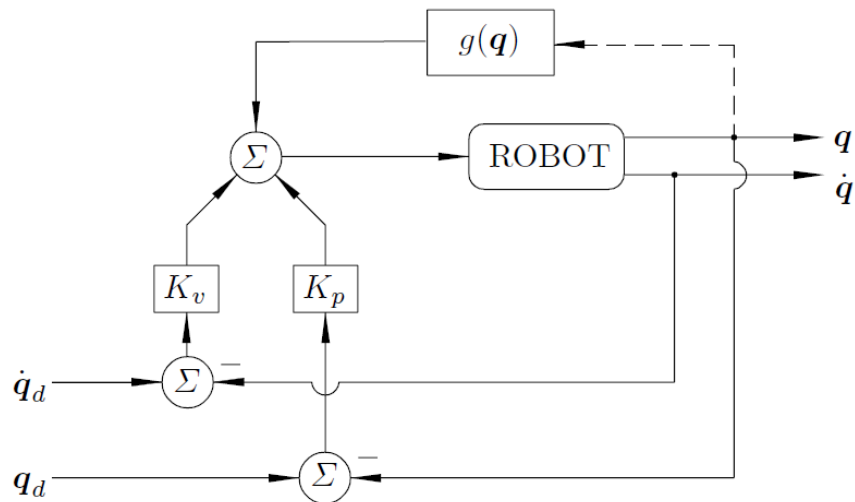 g(q)
Σ
ROBOT
q
q̇
K_v
K_p
q̇_d
Σ
−
q_d
Σ
−